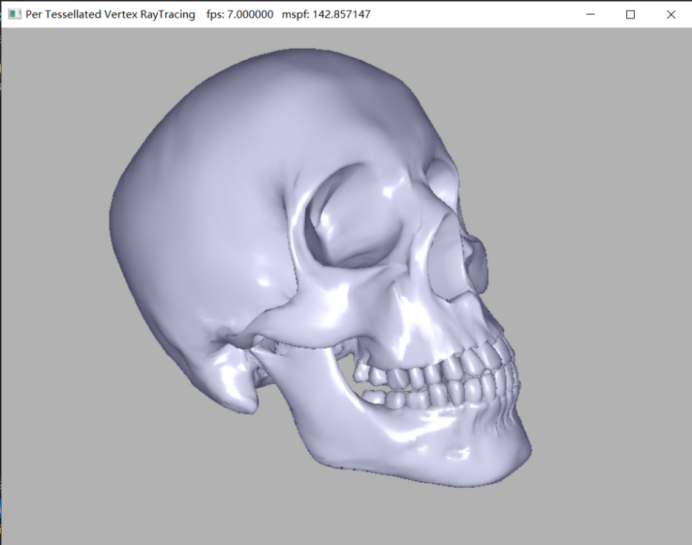 Per Tessellated Vertex RayTracing fps: 7.000000 mspf: 142.857147